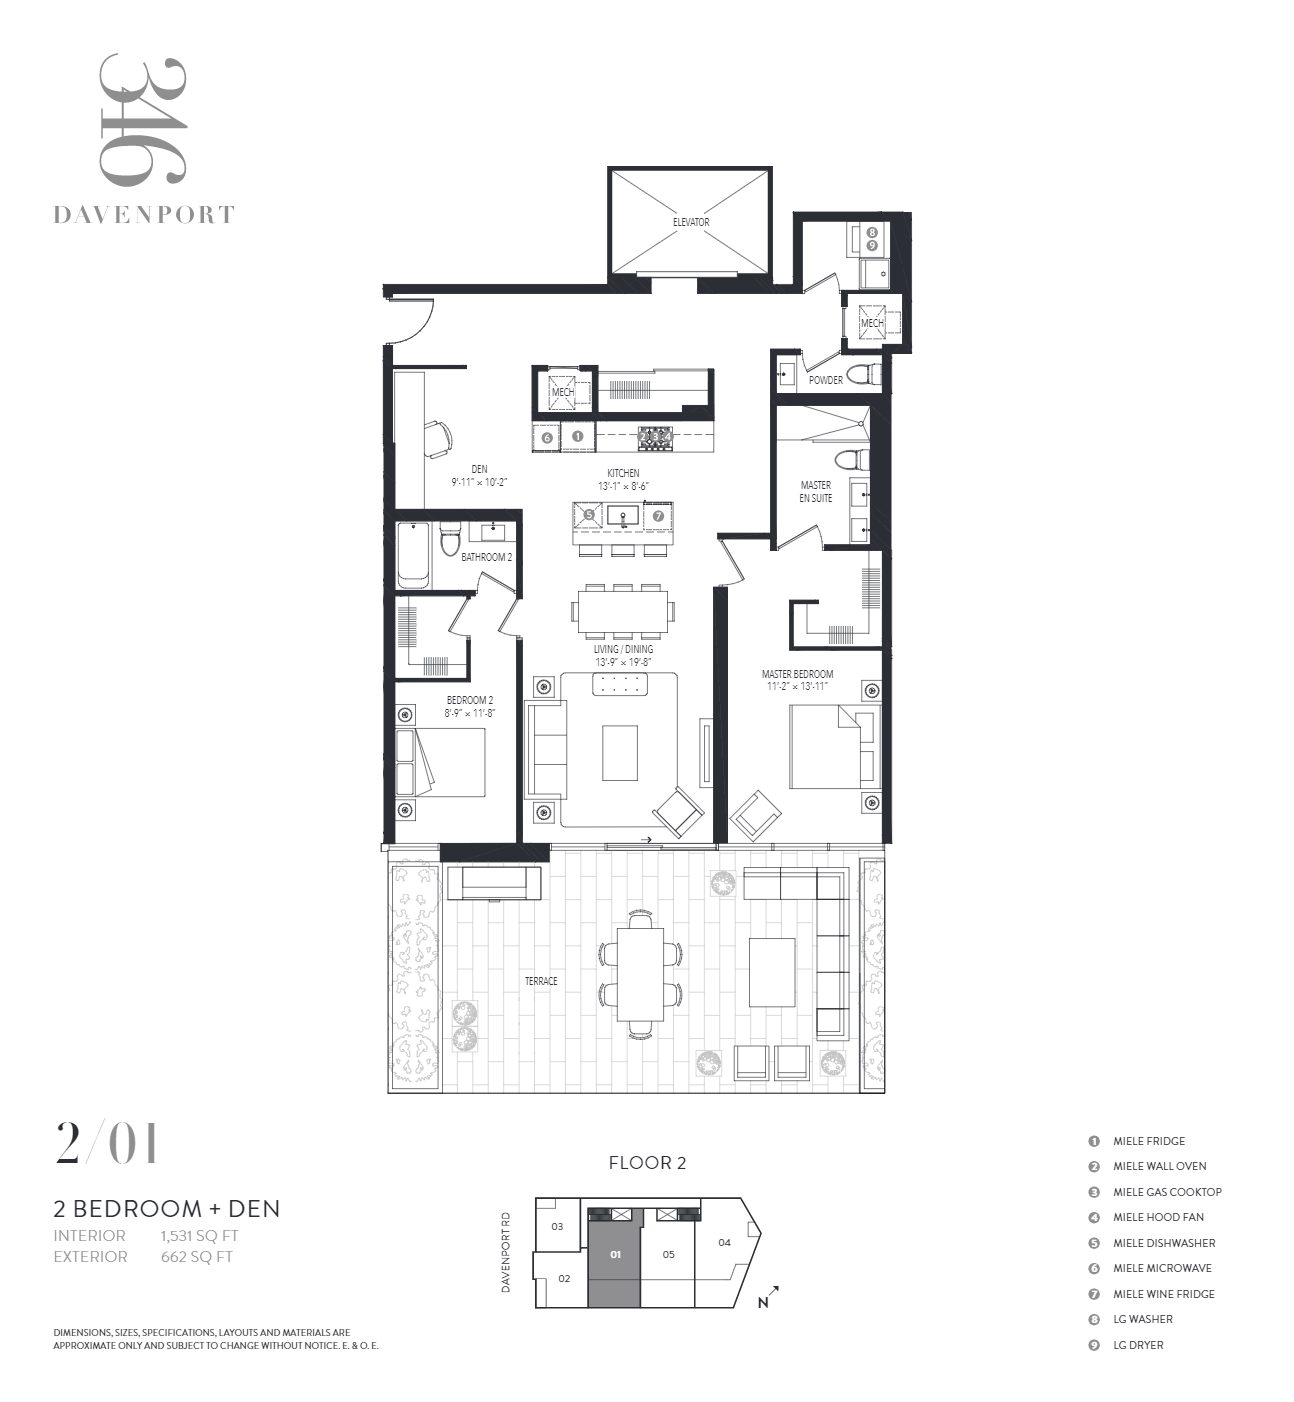 346
DAVENPORT
ELEVATOR
8
9
MECH
POWDER
MECH
6
1
2
3
4
DEN
9'-11" × 10'-2"
KITCHEN
13'-1" × 8'-6"
MASTER
EN SUITE
5
7
BATHROOM 2
LIVING / DINING
13'-9" × 19'-8"
MASTER BEDROOM
11'-2" × 13'-11"
BEDROOM 2
8'-9" × 11'-8"
TERRACE
2/01
2 BEDROOM + DEN
INTERIOR 1,531 SQ FT
EXTERIOR 662 SQ FT
DIMENSIONS, SIZES, SPECIFICATIONS, LAYOUTS AND MATERIALS ARE
APPROXIMATE ONLY AND SUBJECT TO CHANGE WITHOUT NOTICE. E. & O. E.
FLOOR 2
DAVENPORT RD
03
02
01
05
04
N
1 MIELE FRIDGE
2 MIELE WALL OVEN
3 MIELE GAS COOKTOP
4 MIELE HOOD FAN
5 MIELE DISHWASHER
6 MIELE MICROWAVE
7 MIELE WINE FRIDGE
8 LG WASHER
9 LG DRYER